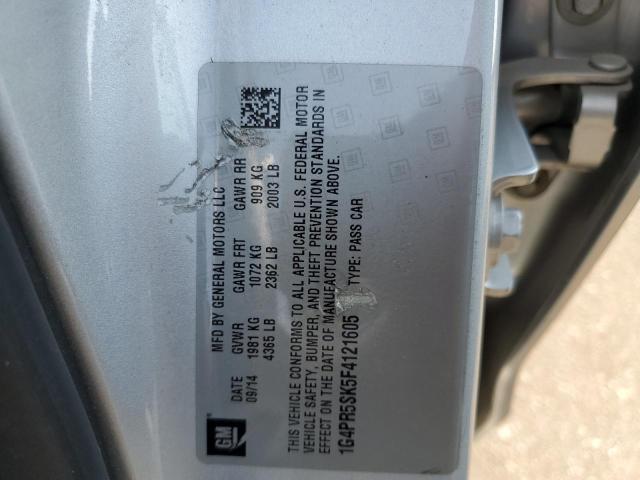 GM
MFD BY GENERAL MOTORS LLC
DATE GVWR GAWR FRT GAWR RR
09/14 1981 KG 1072 KG 909 KG
4365 LB 2362 LB 2003 LB
THIS VEHICLE CONFORMS TO ALL APPLICABLE U.S. FEDERAL MOTOR
VEHICLE SAFETY, BUMPER, AND THEFT PREVENTION STANDARDS IN
EFFECT ON THE DATE OF MANUFACTURE SHOWN ABOVE.
1G4PR5SK5F4121605 TYPE: PASS CAR